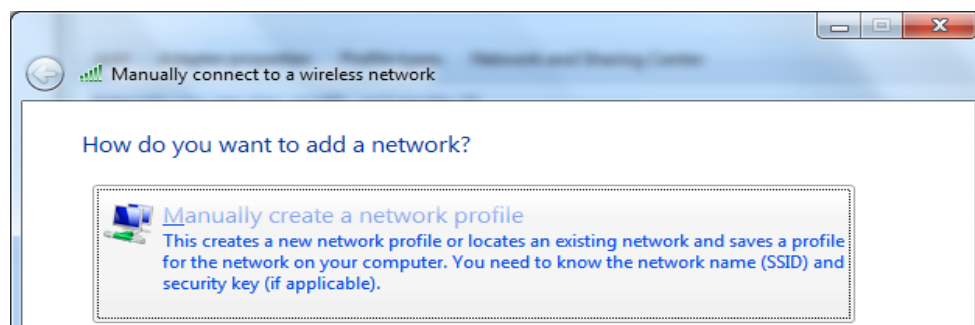 Manually connect to a wireless network
How do you want to add a network?
Manually create a network profile
This creates a new network profile or locates an existing network and saves a profile
for the network on your computer. You need to know the network name (SSID) and
security key (if applicable).